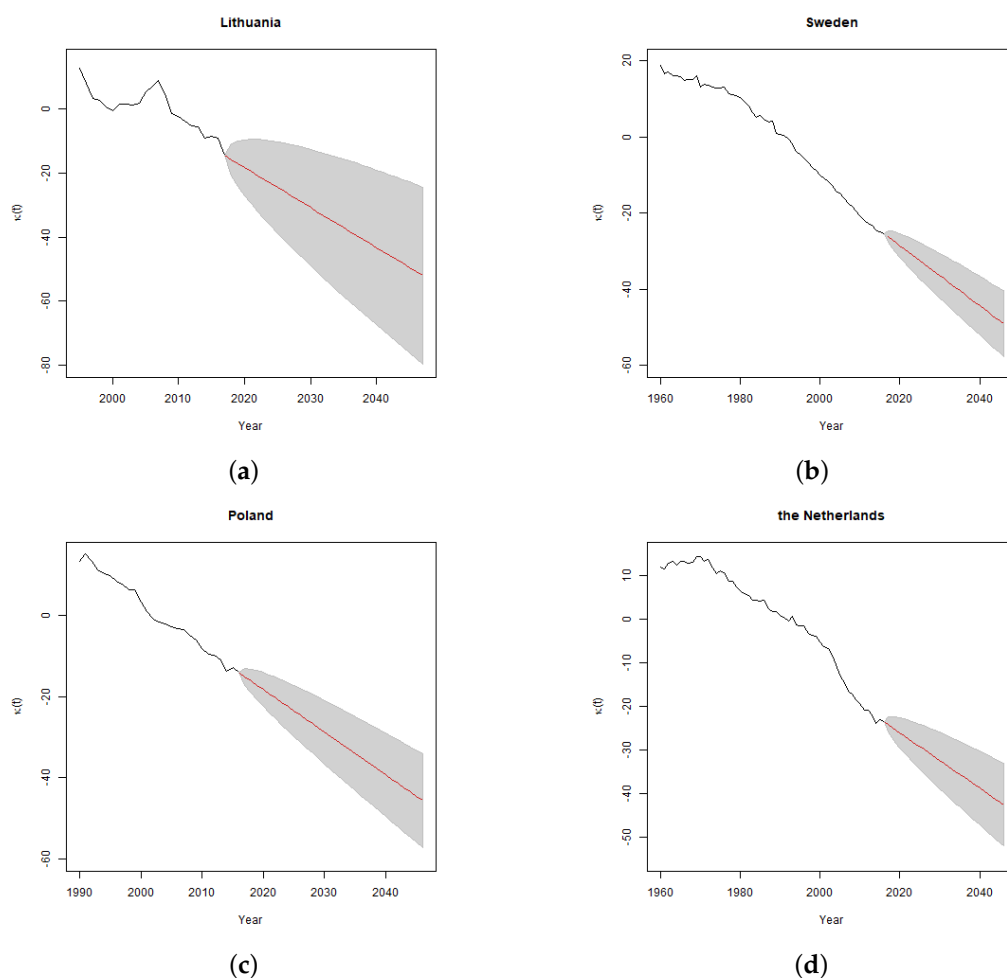 Lithuania
κ(t)
0
-20
-40
-60
-80
2000 2010 2020 2030 2040
Year
(a)
Sweden
κ(t)
20
0
-20
-40
-60
1960 1980 2000 2020 2040
Year
(b)
Poland
κ(t)
0
-20
-40
-60
1990 2000 2010 2020 2030 2040
Year
(c)
the Netherlands
κ(t)
10
0
-10
-20
-30
-40
-50
1960 1980 2000 2020 2040
Year
(d)